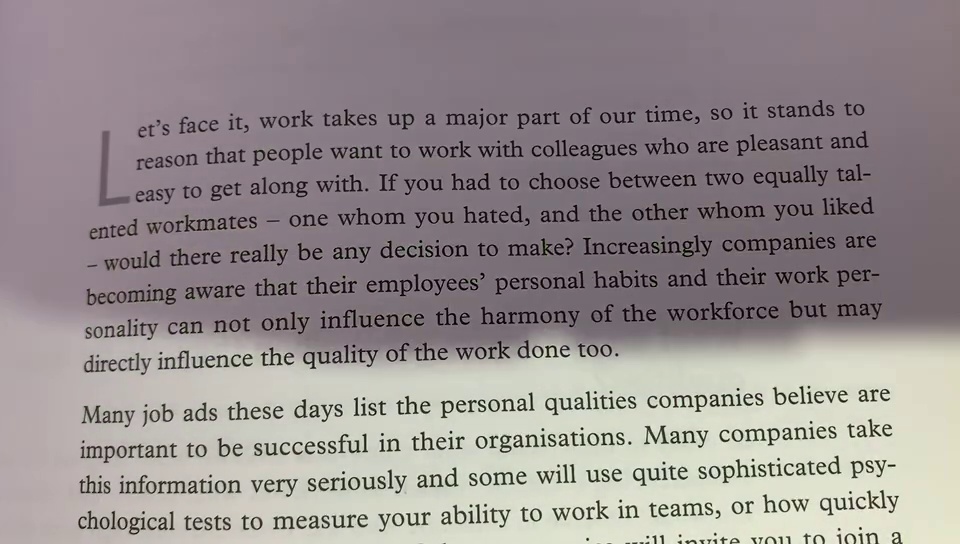 Let's face it, work takes up a major part of our time, so it stands to
reason that people want to work with colleagues who are pleasant and
easy to get along with. If you had to choose between two equally tal-
ented workmates – one whom you hated, and the other whom you liked
– would there really be any decision to make? Increasingly companies are
becoming aware that their employees' personal habits and their work per-
sonality can not only influence the harmony of the workforce but may
directly influence the quality of the work done too.
Many job ads these days list the personal qualities companies believe are
important to be successful in their organisations. Many companies take
this information very seriously and some will use quite sophisticated psy-
chological tests to measure your ability to work in teams, or how quickly
will invite you to join a